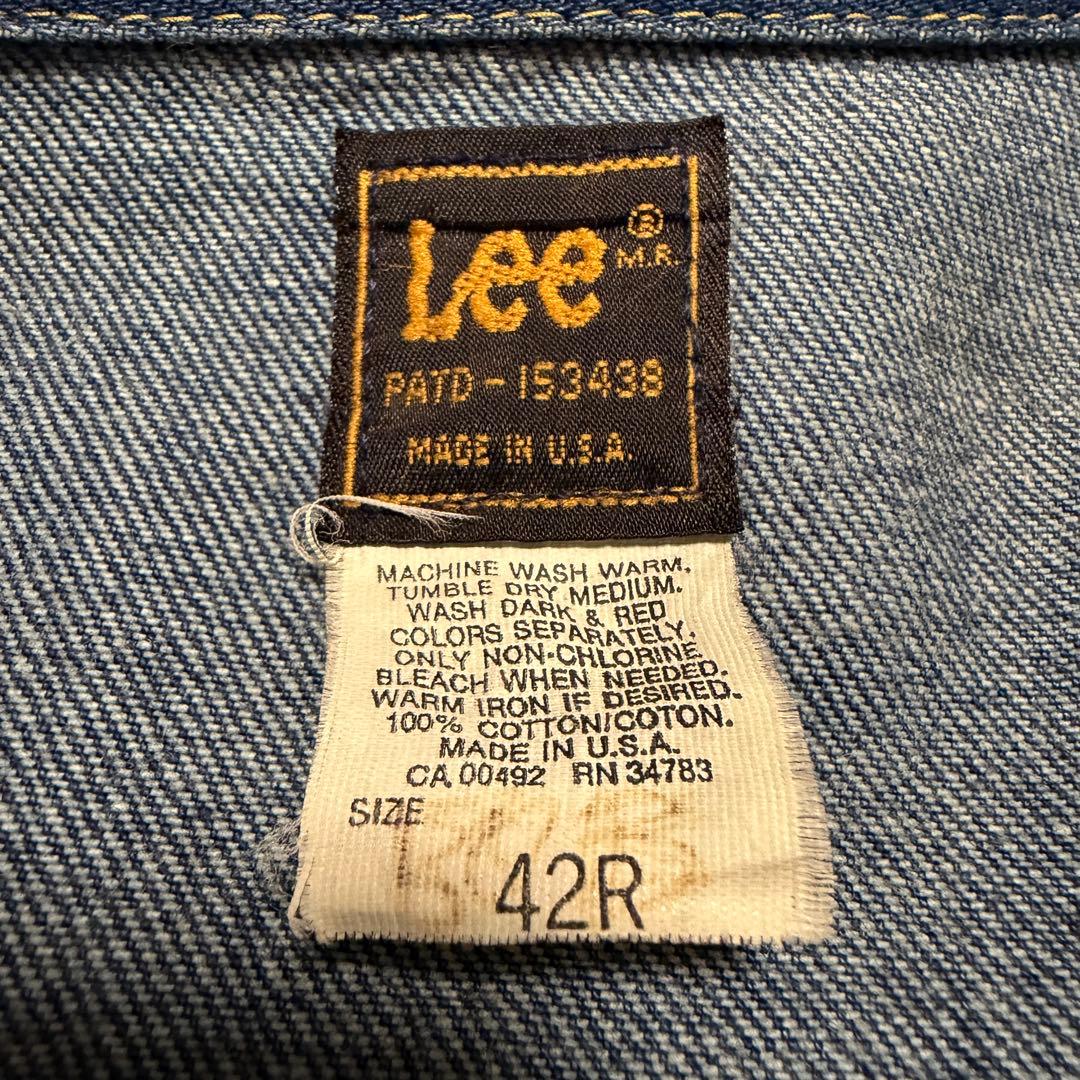 Lee ® M.R.
PATD-153438
MADE IN U.S.A.
MACHINE WASH WARM.
TUMBLE DRY MEDIUM.
WASH DARK & RED
COLORS SEPARATELY.
ONLY NON-CHLORINE
BLEACH WHEN NEEDED.
WARM IRON IF DESIRED.
100% COTTON/COTON.
MADE IN U.S.A.
CA 00492 RN 34783
SIZE
42R